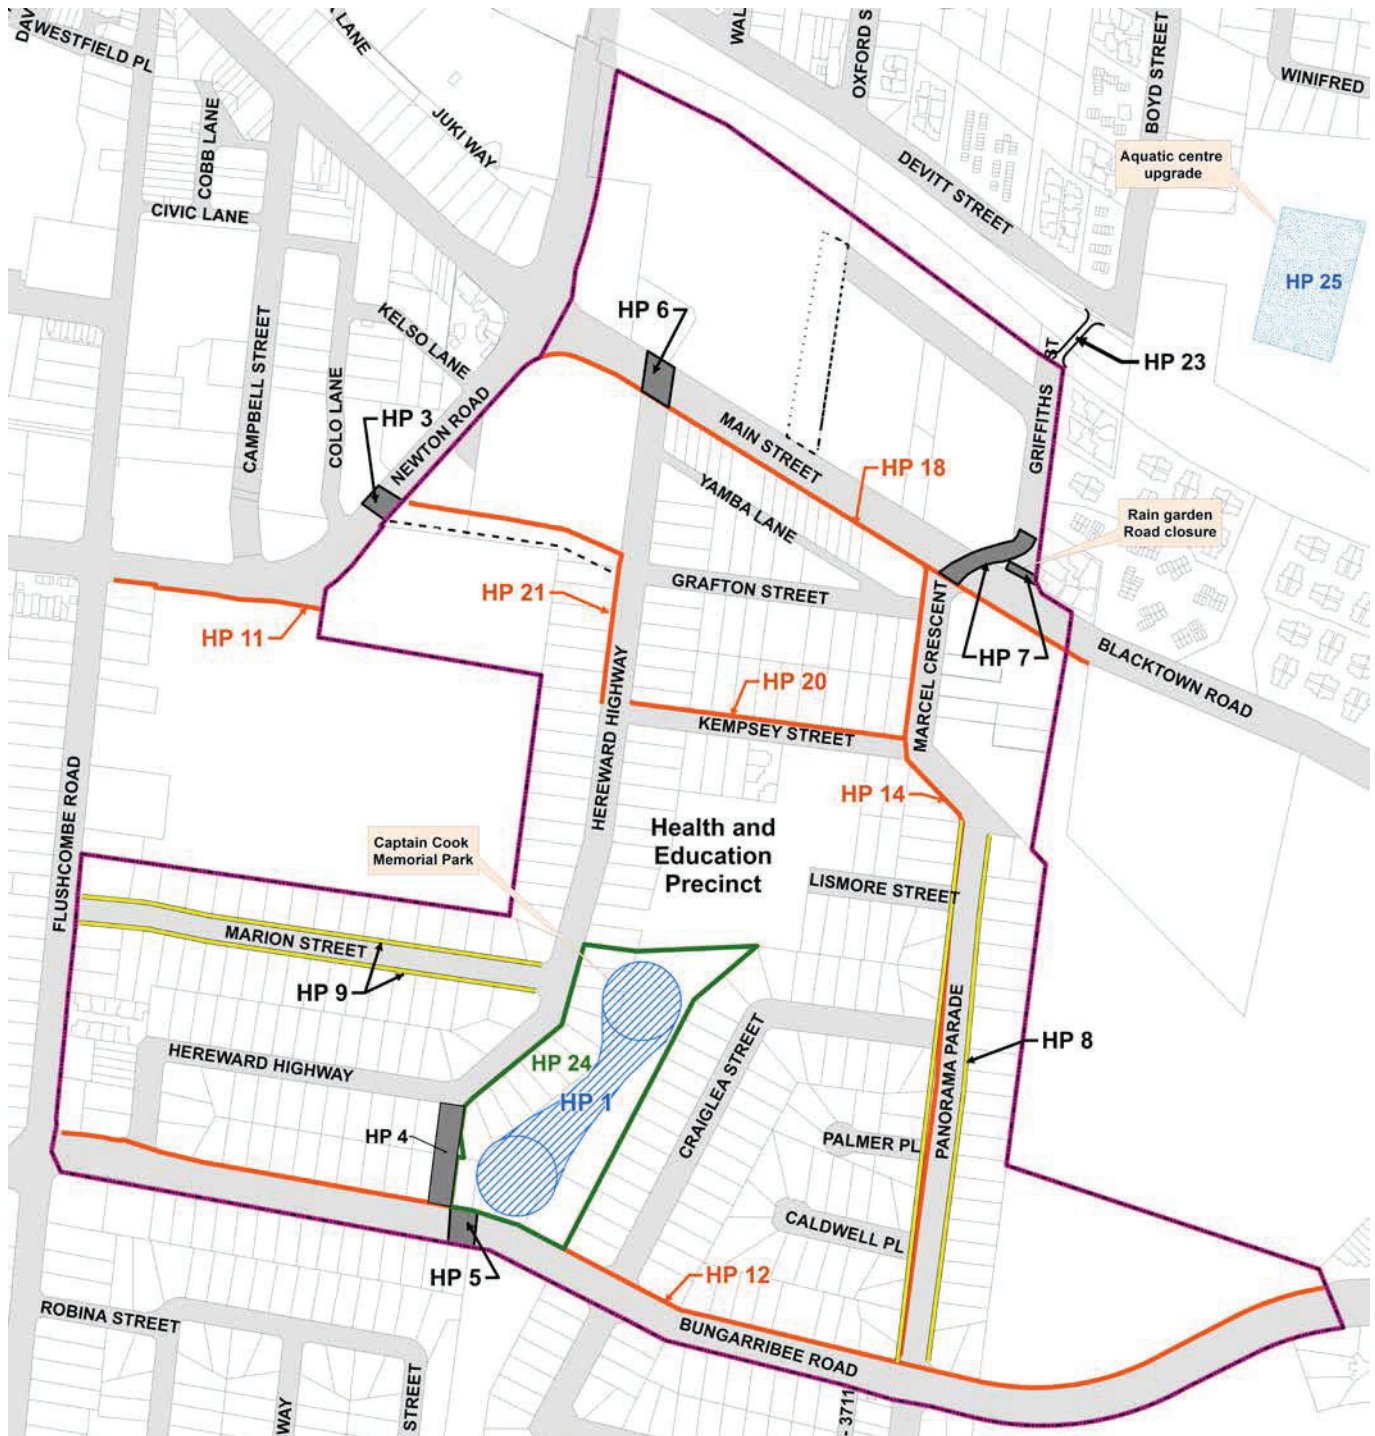 DAV
WESTFIELD PL
LANE
JUKI WAY
COBB LANE
CIVIC LANE
WAL
OXFORD S
BOYD STREET
WINIFRED
DEVITT STREET
Aquatic centre
upgrade
HP 25
CAMPBELL STREET
COLO LANE
KELSO LANE
NEWTON ROAD
HP 3
HP 6
HP 23
GRIFFITHS
ST
MAIN STREET
YAMBA LANE
HP 18
Rain garden
Road closure
GRAFTON STREET
HP 21
HP 11
HP 7
MARCEL CRESCENT
BLACKTOWN ROAD
HP 20
KEMPSEY STREET
HEREWARD HIGHWAY
HP 14
FLUSHCOMBE ROAD
Captain Cook
Memorial Park
Health and
Education
Precinct
LISMORE STREET
MARION STREET
HP 9
PANORAMA PARADE
HP 8
HEREWARD HIGHWAY
HP 24
HP 1
CRAIGLEA STREET
HP 4
PALMER PL
CALDWELL PL
HP 5
HP 12
BUNGARRIBEE ROAD
ROBINA STREET
WAY
STREET
- 3711